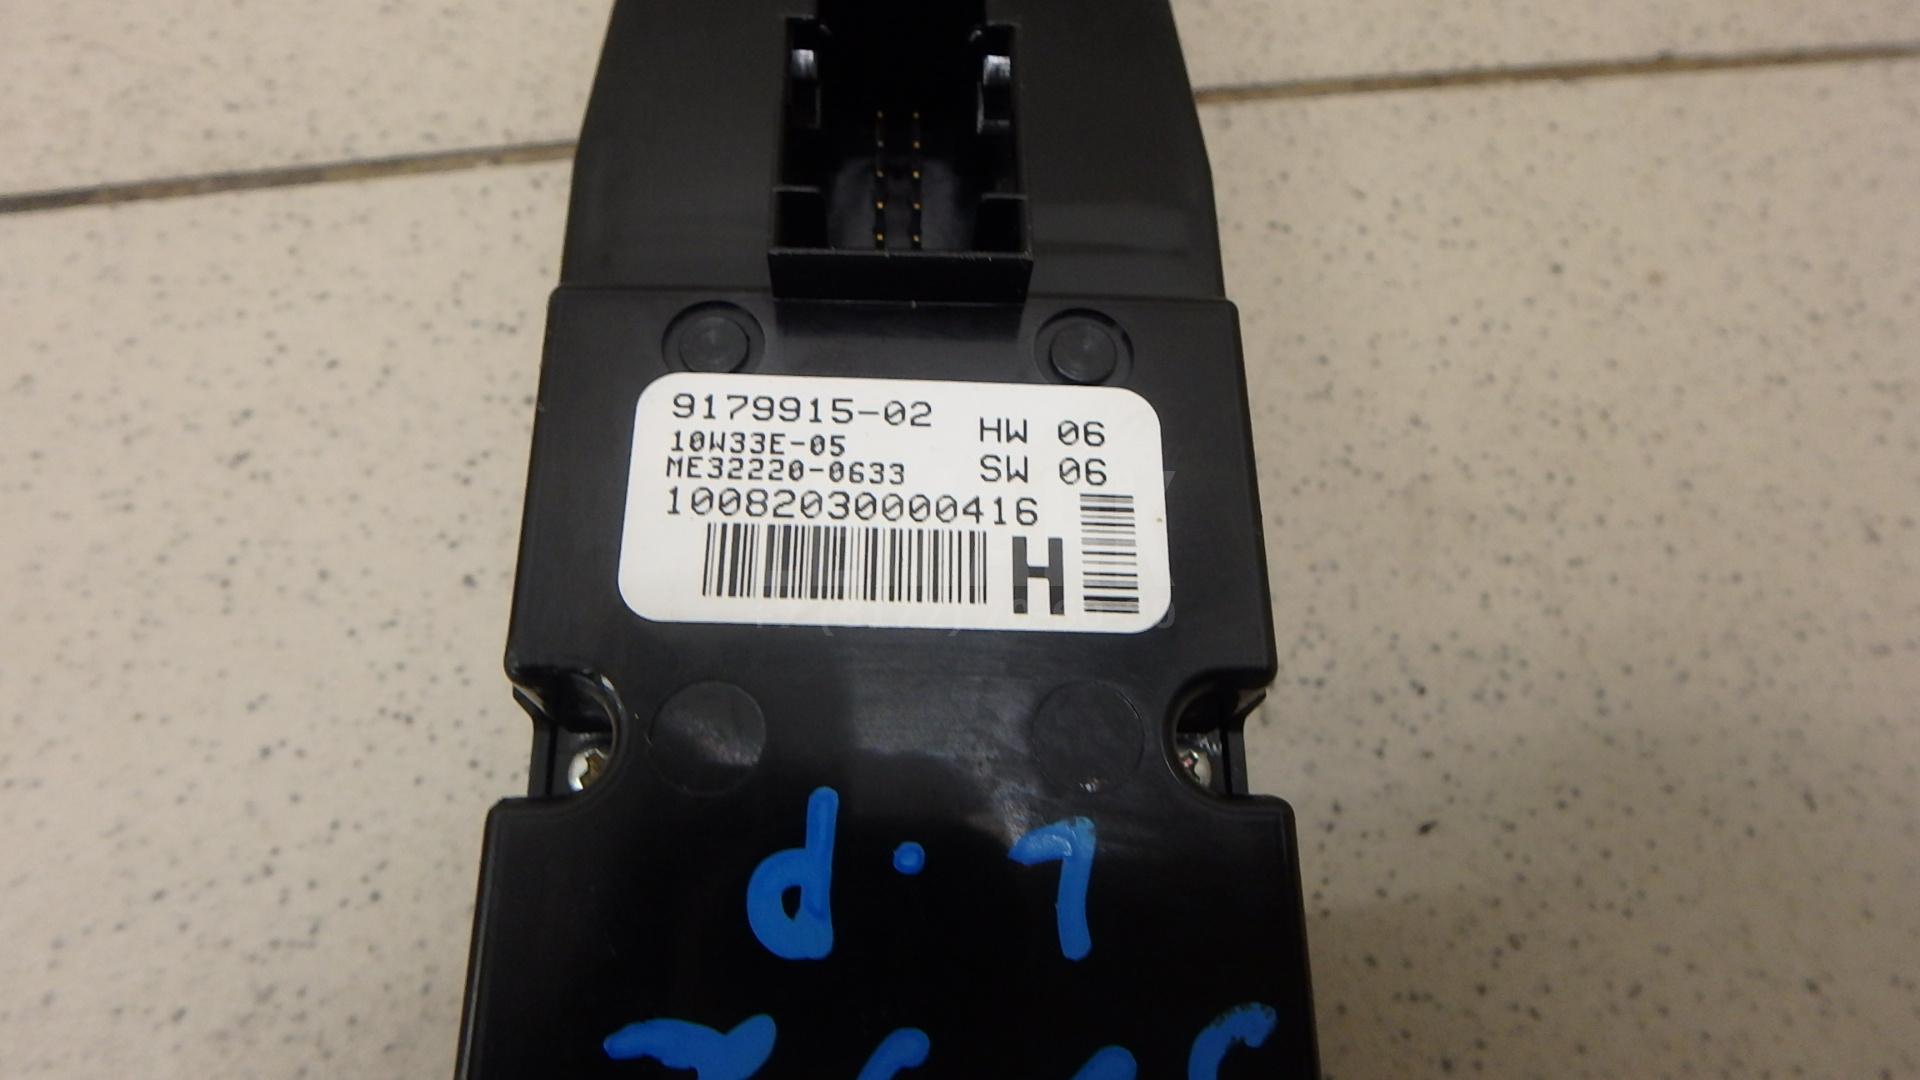 9179915-02
HW 06
10W33E-05
ME32220-0633
SW 06
10082030000416
H
d.1